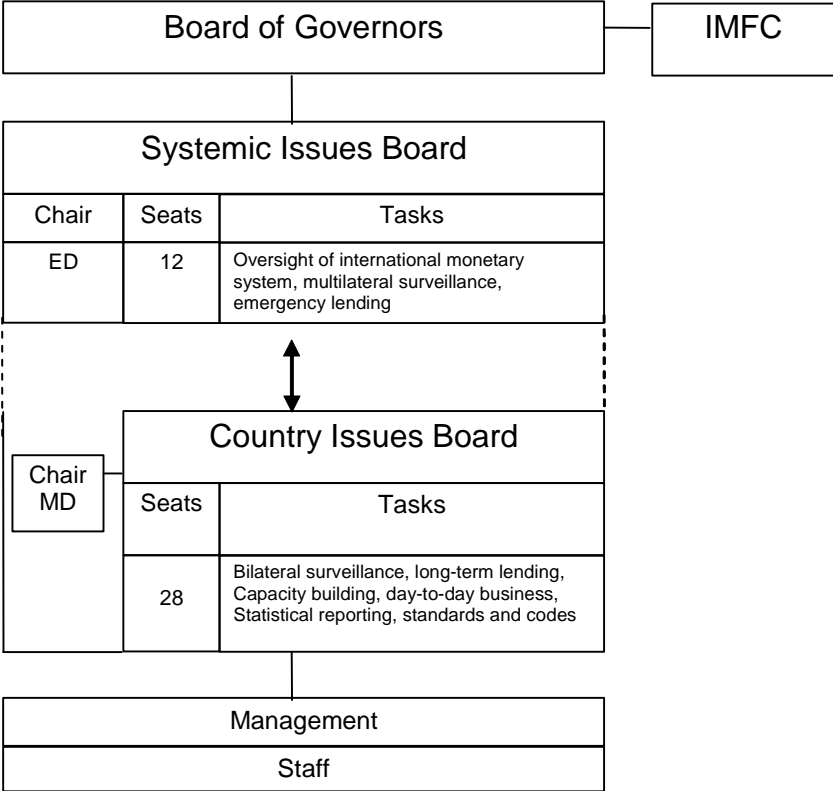 Board of Governors
IMFC
Systemic Issues Board
Chair
Seats
Tasks
ED
12
Oversight of international monetary
system, multilateral surveillance,
emergency lending
Country Issues Board
Chair
MD
Seats
Tasks
28
Bilateral surveillance, long-term lending,
Capacity building, day-to-day business,
Statistical reporting, standards and codes
Management
Staff